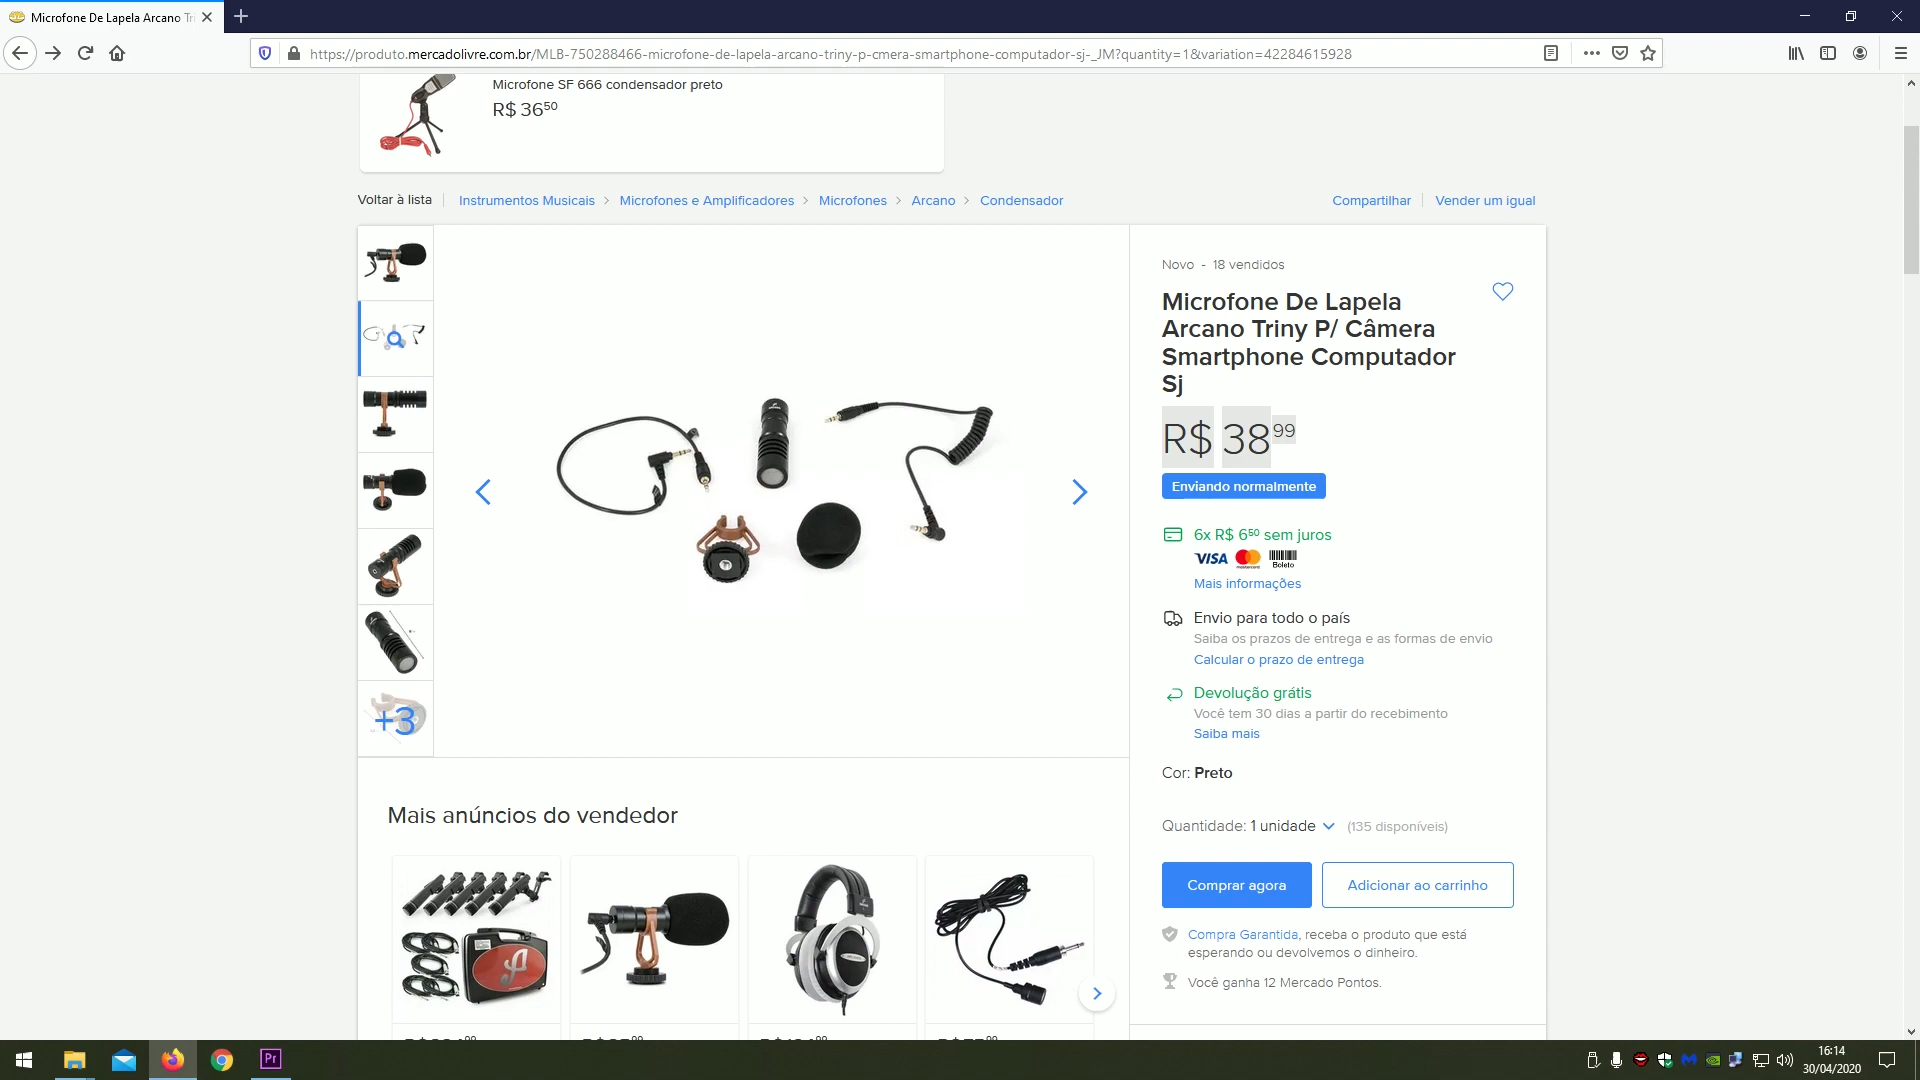 Microfone De Lapela Arcano Tri
https://produto.mercadolivre.com.br/MLB-750288466-microfone-de-lapela-arcano-triny-p-cmera-smartphone-computador-sj-_JM?quantity=1&variation=42284615928
Microfone SF 666 condensador preto
R$ 36⁵⁰
Voltar à lista
Instrumentos Musicais > Microfones e Amplificadores > Microfones > Arcano > Condensador
Compartilhar
Vender um igual
Novo - 18 vendidos
Microfone De Lapela
Arcano Triny P/ Câmera
Smartphone Computador
Sj
R$ 38⁹⁹
Enviando normalmente
6x R$ 6⁵⁰ sem juros
VISA mastercard Boleto
Mais informações
Envio para todo o país
Saiba os prazos de entrega e as formas de envio
Calcular o prazo de entrega
Devolução grátis
Você tem 30 dias a partir do recebimento
Saiba mais
+3
Cor: Preto
Mais anúncios do vendedor
Quantidade: 1 unidade (135 disponíveis)
Comprar agora
Adicionar ao carrinho
Compra Garantida, receba o produto que está
esperando ou devolvemos o dinheiro.
Você ganha 12 Mercado Pontos.
Pr
16:14
30/04/2020